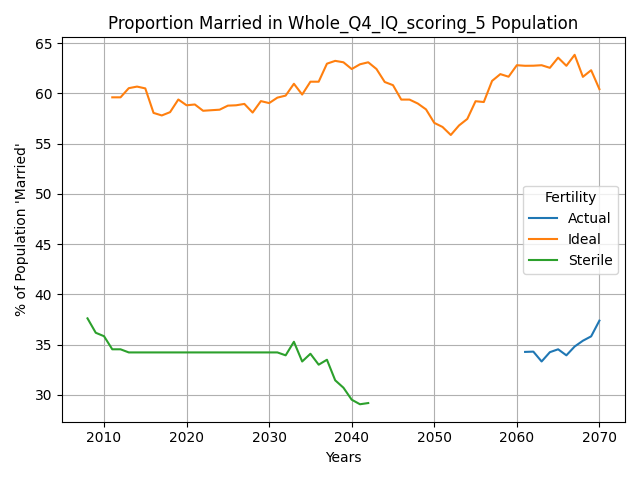 Proportion Married in Whole_Q4_IQ_scoring_5 Population
% of Population 'Married'
65
60
55
50
45
40
35
30
Fertility
Actual
Ideal
Sterile
2010 2020 2030 2040 2050 2060 2070
Years